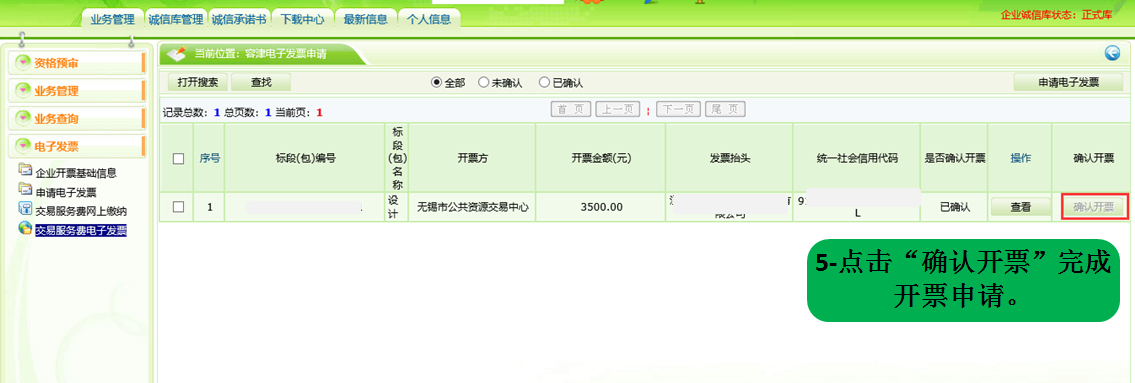 业务管理 诚信库管理 诚信承诺书 下载中心 最新信息 个人信息
企业诚信库状态：正式库
资格预审
业务管理
业务查询
电子发票
企业开票基础信息
申请电子发票
交易服务费网上缴纳
交易服务费电子发票
当前位置：容津电子发票申请
打开搜索 查找 全部 未确认 已确认 申请电子发票
记录总数：1 总页数：1 当前页：1 首 页 上一页 下一页 尾 页
序号 标段(包)编号 标段(包)名称 开票方 开票金额(元) 发票抬头 统一社会信用代码 是否确认开票 操作 确认开票
1 设计 无锡市公共资源交易中心 3500.00 限公司 9 L 已确认 查看 确认开票
5-点击“确认开票”完成
开票申请。